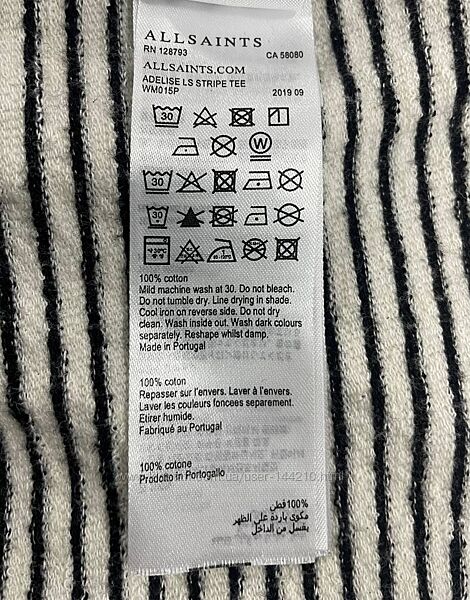 ALLSAINTS
RN 128793 CA 58080
ALLSAINTS.COM
ADELISE LS STRIPE TEE
WM015P 2019 09
30
W
30
30
100% cotton
Mild machine wash at 30. Do not bleach.
Do not tumble dry. Line drying in shade.
Cool iron on reverse side. Do not dry
clean. Wash inside out. Wash dark colours
separately. Reshape whilst damp.
Made in Portugal
100% coton
Repasser sur l'envers. Laver à l'envers.
Laver les couleurs foncees separement.
Etirer humide.
Fabriqué au Portugal
100% cotone
Prodotto in Portogallo
100% قطن
مكوى باردة على الظهر
يغسل من الداخل